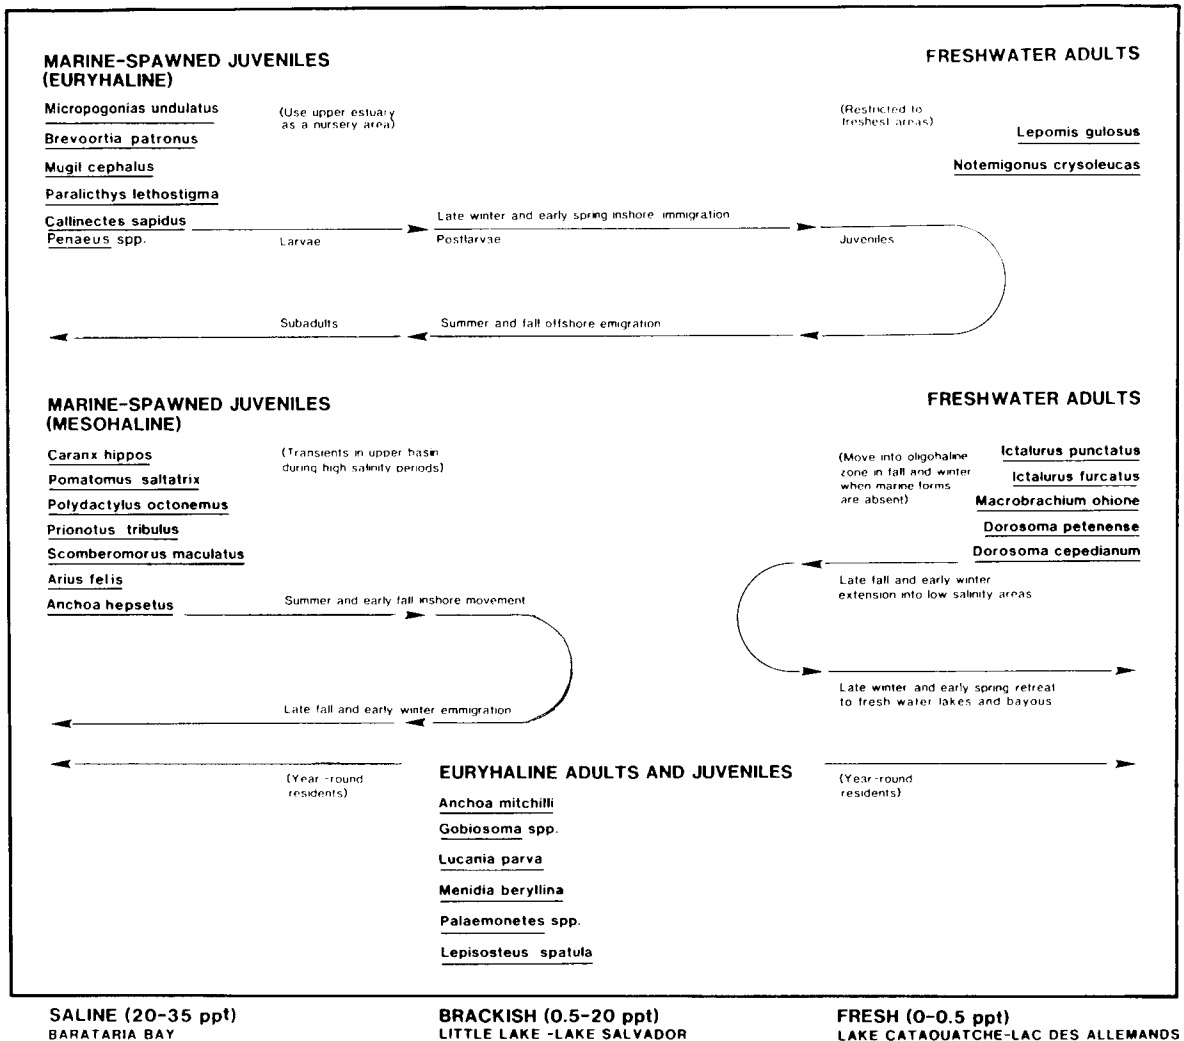 MARINE-SPAWNED JUVENILES
(EURYHALINE)
FRESHWATER ADULTS
Micropogonias undulatus
Brevoortia patronus
Mugil cephalus
Paralicthys lethostigma
Callinectes sapidus
Penaeus spp.
(Use upper estuary
as a nursery area)
(Restricted to
freshest areas)
Lepomis gulosus
Notemigonus crysoleucas
Late winter and early spring inshore immigration
Larvae
Postlarvae
Juveniles
Subadults
Summer and fall offshore emigration
MARINE-SPAWNED JUVENILES
(MESOHALINE)
FRESHWATER ADULTS
Caranx hippos
Pomatomus saltatrix
Polydactylus octonemus
Prionotus tribulus
Scomberomorus maculatus
Arius felis
Anchoa hepsetus
(Transients in upper basin
during high salinity periods)
(Move into oligohaline
zone in fall and winter
when marine forms
are absent)
Ictalurus punctatus
Ictalurus furcatus
Macrobrachium ohione
Dorosoma petenense
Dorosoma cepedianum
Summer and early fall inshore movement
Late fall and early winter
extension into low salinity areas
Late fall and early winter emmigration
Late winter and early spring retreat
to fresh water lakes and bayous
(Year-round
residents)
EURYHALINE ADULTS AND JUVENILES
(Year-round
residents)
Anchoa mitchilli
Gobiosoma spp.
Lucania parva
Menidia beryllina
Palaemonetes spp.
Lepisosteus spatula
SALINE (20-35 ppt)
BARATARIA BAY
BRACKISH (0.5-20 ppt)
LITTLE LAKE -LAKE SALVADOR
FRESH (0-0.5 ppt)
LAKE CATAOUATCHE-LAC DES ALLEMANDS